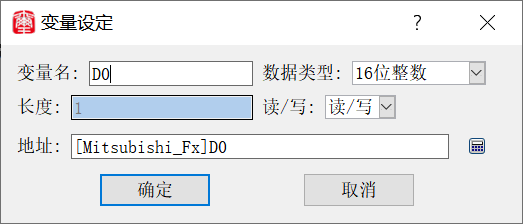 变量设定
变量名: D0 数据类型: 16位整数
长度: 1 读/写: 读/写
地址: [Mitsubishi_Fx]D0
确定 取消